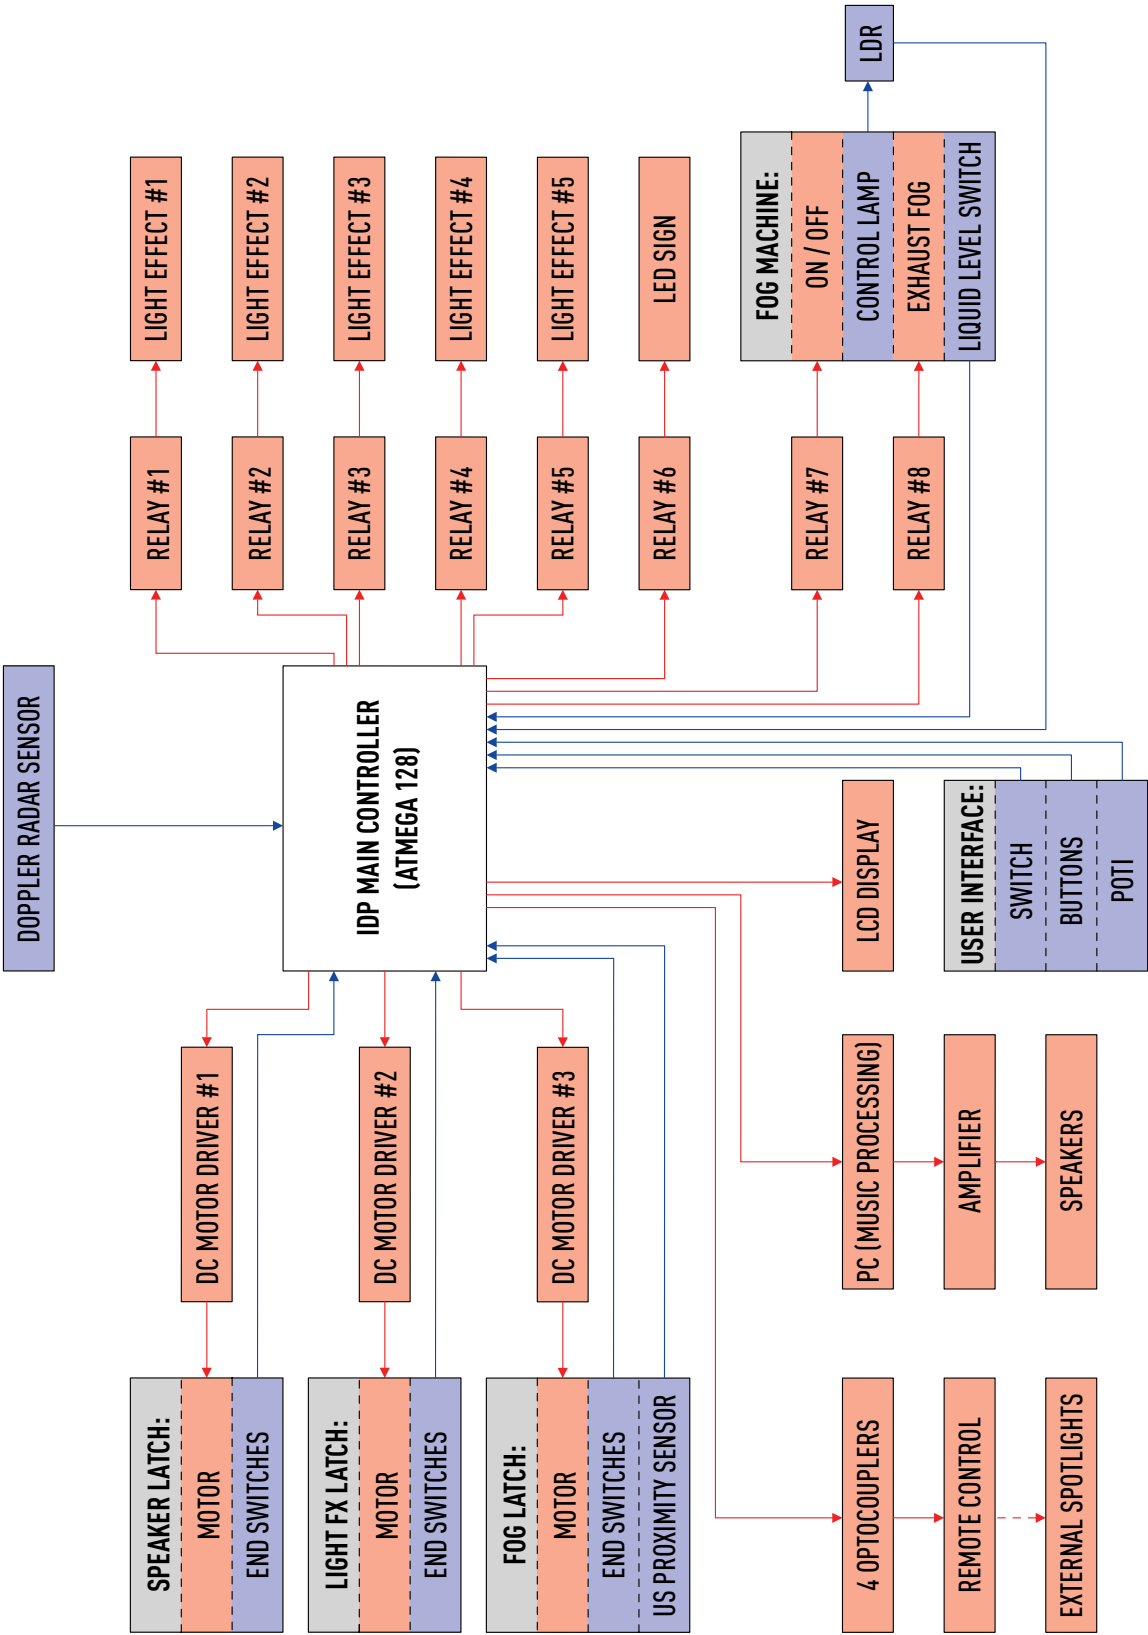 SPEAKER LATCH:
MOTOR
END SWITCHES
LIGHT FX LATCH:
MOTOR
END SWITCHES
FOG LATCH:
MOTOR
END SWITCHES
US PROXIMITY SENSOR
DC MOTOR DRIVER #1
DC MOTOR DRIVER #2
DC MOTOR DRIVER #3
DOPPLER RADAR SENSOR
IDP MAIN CONTROLLER
(ATMEGA 128)
RELAY #1
LIGHT EFFECT #1
RELAY #2
LIGHT EFFECT #2
RELAY #3
LIGHT EFFECT #3
RELAY #4
LIGHT EFFECT #4
RELAY #5
LIGHT EFFECT #5
RELAY #6
LED SIGN
RELAY #7
RELAY #8
FOG MACHINE:
ON / OFF
CONTROL LAMP
EXHAUST FOG
LIQUID LEVEL SWITCH
LDR
4 OPTOCOUPLERS
REMOTE CONTROL
EXTERNAL SPOTLIGHTS
PC (MUSIC PROCESSING)
AMPLIFIER
SPEAKERS
LCD DISPLAY
USER INTERFACE:
SWITCH
BUTTONS
POTI